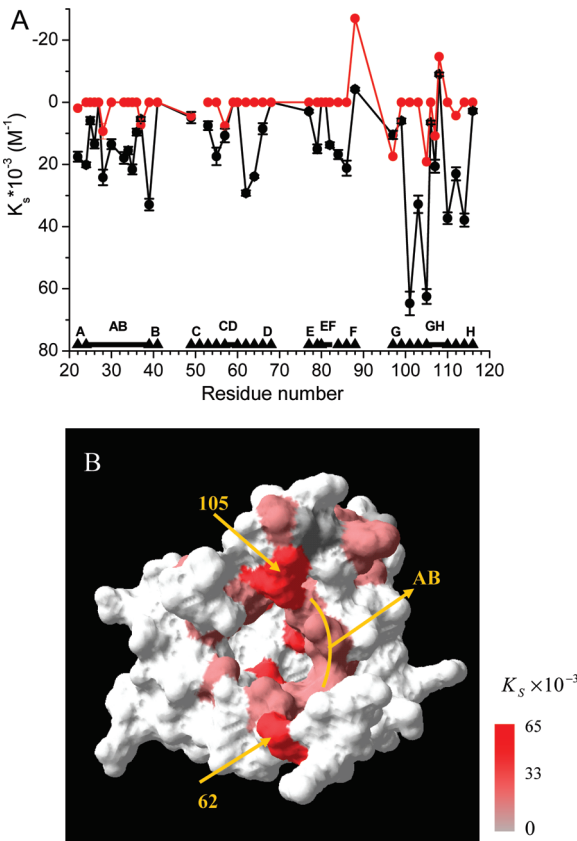 A
-20
0
20
40
60
80
Ks*10⁻³ (M⁻¹)
A AB B C CD D E EF F G GH H
20 30 40 50 60 70 80 90 100 110 120
Residue number
B
105
AB
62
K_S ×10⁻³
65
33
0